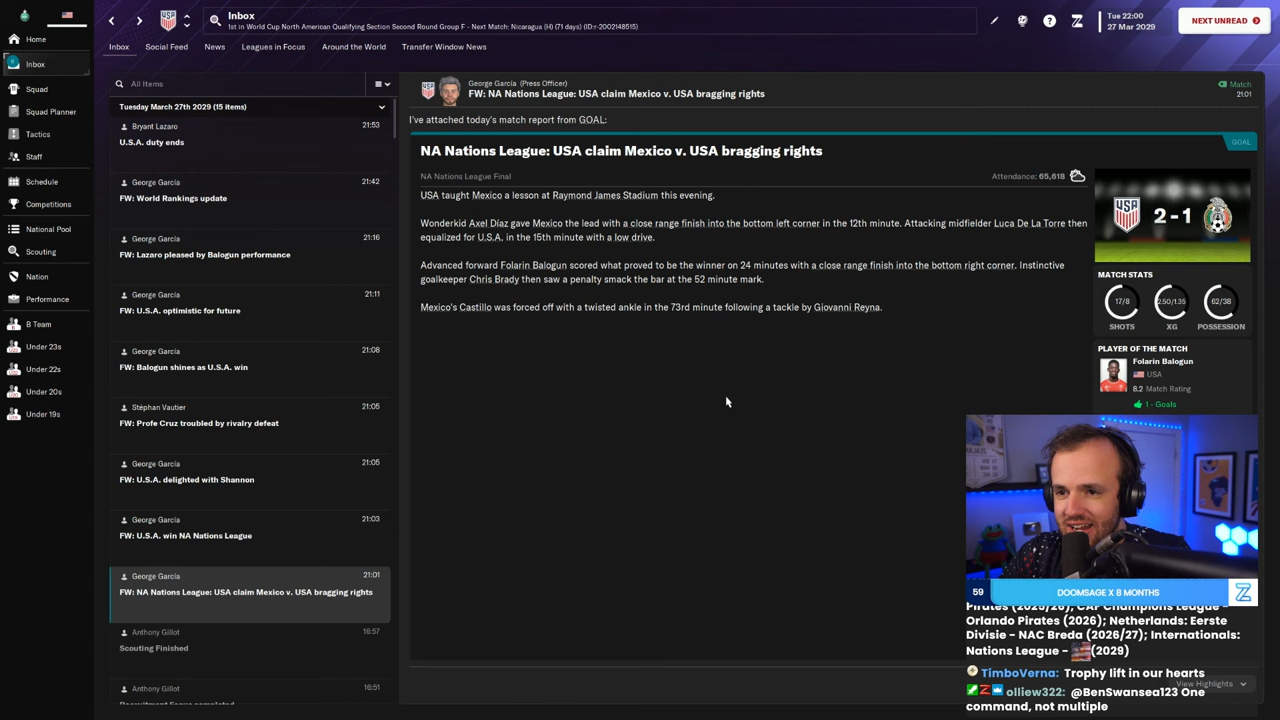 Inbox
1st in World Cup North American Qualifying Section Second Round Group F - Next Match: Nicaragua (H) (71 days) (ID:r-2002148515)
Tue 22:00
27 Mar 2029
NEXT UNREAD
Home
Inbox
Squad
Squad Planner
Tactics
Staff
Schedule
Competitions
National Pool
Scouting
Nation
Performance
B Team
Under 23s
Under 22s
Under 20s
Under 19s
Inbox
Social Feed
News
Leagues in Focus
Around the World
Transfer Window News
All Items
Tuesday March 27th 2029 (15 items)
Bryant Lazaro
21:53
U.S.A. duty ends
George García
21:42
FW: World Rankings update
George García
21:16
FW: Lazaro pleased by Balogun performance
George García
21:11
FW: U.S.A. optimistic for future
George García
21:08
FW: Balogun shines as U.S.A. win
Stéphan Vautier
21:05
FW: Profe Cruz troubled by rivalry defeat
George García
21:05
FW: U.S.A. delighted with Shannon
George García
21:03
FW: U.S.A. win NA Nations League
George García
21:01
FW: NA Nations League: USA claim Mexico v. USA bragging rights
Anthony Gillot
16:57
Scouting Finished
Anthony Gillot
16:51
Recruitment Focus completed
George García (Press Officer)
FW: NA Nations League: USA claim Mexico v. USA bragging rights
Match
21:01
I've attached today's match report from GOAL:
GOAL
NA Nations League: USA claim Mexico v. USA bragging rights
NA Nations League Final
Attendance: 65,618
USA taught Mexico a lesson at Raymond James Stadium this evening.
Wonderkid Axel Díaz gave Mexico the lead with a close range finish into the bottom left corner in the 12th minute. Attacking midfielder Luca De La Torre then
equalized for U.S.A. in the 15th minute with a low drive.
Advanced forward Folarin Balogun scored what proved to be the winner on 24 minutes with a close range finish into the bottom right corner. Instinctive
goalkeeper Chris Brady then saw a penalty smack the bar at the 52 minute mark.
Mexico's Castillo was forced off with a twisted ankle in the 73rd minute following a tackle by Giovanni Reyna.
USA
2 - 1
MATCH STATS
17/8
2.50/1.35
62/38
SHOTS
XG
POSSESSION
PLAYER OF THE MATCH
Folarin Balogun
USA
8.2 Match Rating
1 - Goals
59
DOOMSAGE X 8 MONTHS
Pirates (2025/26); CAF Champions League -
Orlando Pirates (2026); Netherlands: Eerste
Divisie - NAC Breda (2026/27); Internationals:
Nations League - (2029)
TimboVerna: Trophy lift in our hearts
olliew322: @BenSwansea123 One
command, not multiple
View Highlights